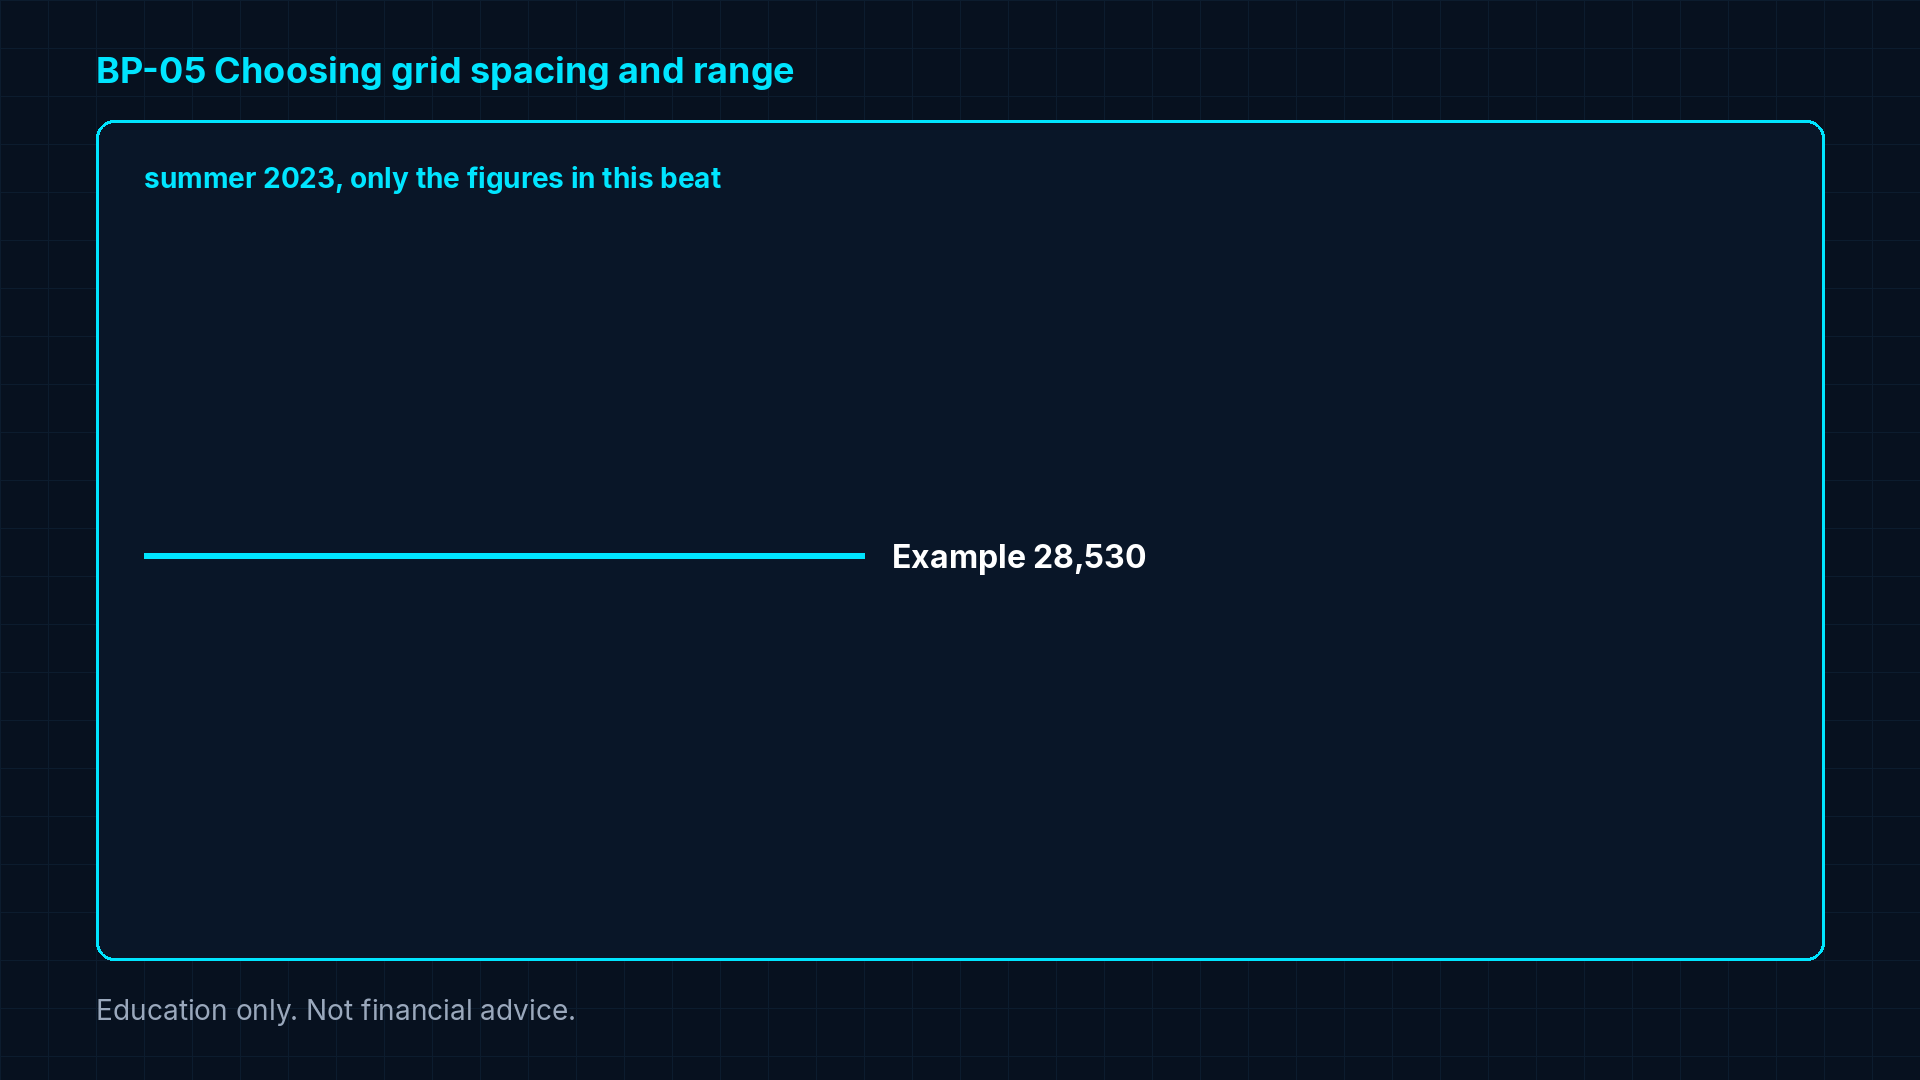 BP-05 Choosing grid spacing and range
summer 2023, only the figures in this beat
Example 28,530
Education only. Not financial advice.